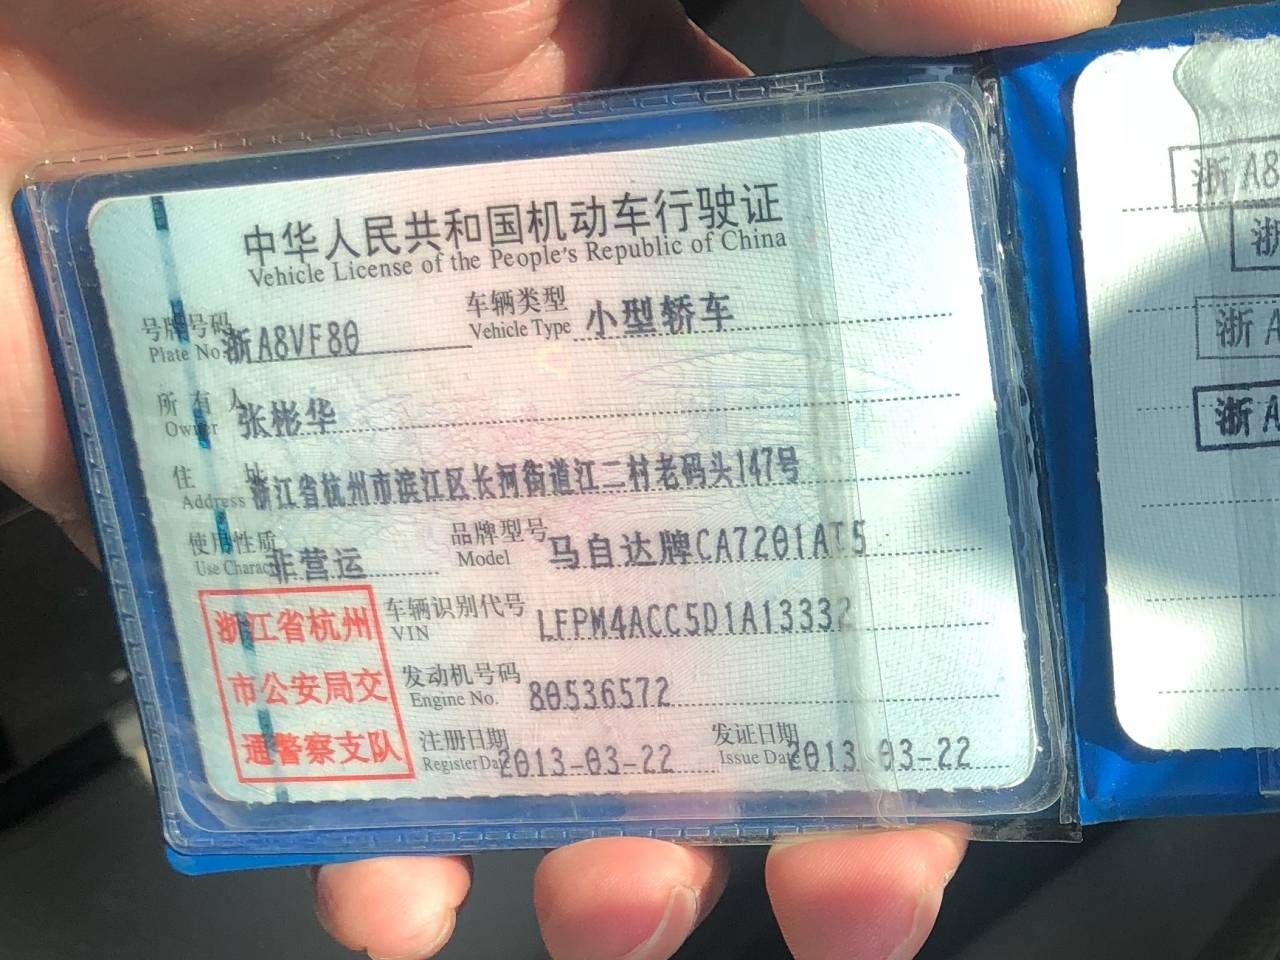 中华人民共和国机动车行驶证
Vehicle License of the People's Republic of China
号牌号码 浙A8VF80 车辆类型 小型轿车
Plate No. Vehicle Type
所有人 张彬华
Owner
住址 浙江省杭州市滨江区长河街道江二村老码头147号
Address
使用性质 非营运 品牌型号 马自达牌CA7201AT5
Use Charac Model
浙江省杭州
市公安局交
通警察支队
车辆识别代号 LFPM4ACC5D1A13332
VIN
发动机号码 80536572
Engine No.
注册日期 2013-03-22 发证日期 2013-03-22
Register Date Issue Date
浙A8
浙
浙A
浙A